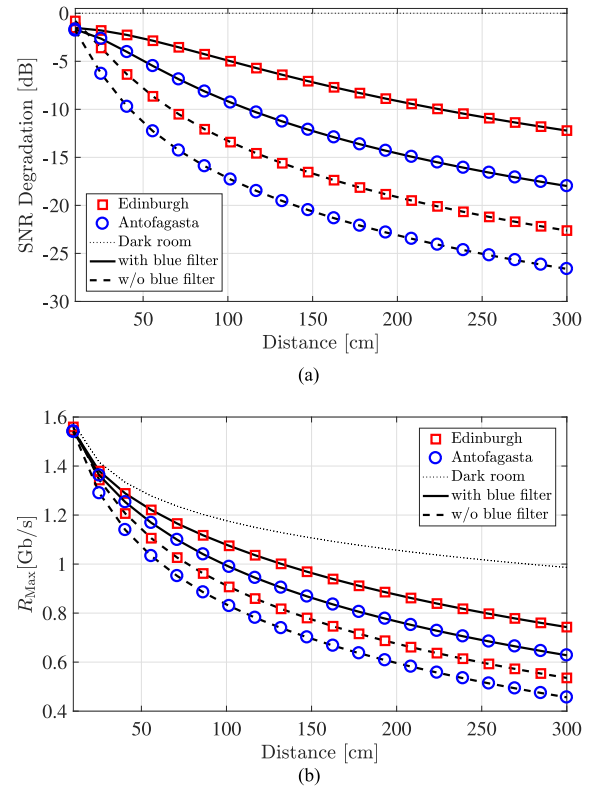 0
-5
-10
-15
-20
-25
-30
SNR Degradation [dB]
Edinburgh
Antofagasta
Dark room
with blue filter
w/o blue filter
50 100 150 200 250 300
Distance [cm]
(a)
1.6
1.4
1.2
1
0.8
0.6
0.4
R_Max[Gb/s]
Edinburgh
Antofagasta
Dark room
with blue filter
w/o blue filter
50 100 150 200 250 300
Distance [cm]
(b)